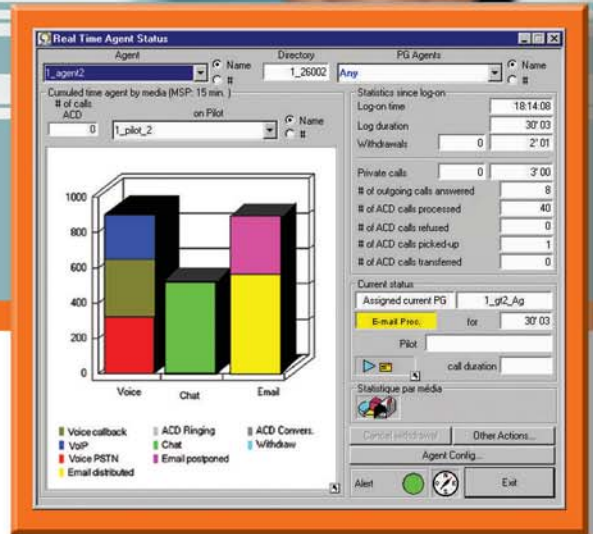 Real Time Agent Status
Agent
Directory
PG Agents
1_agent2
Name
#
1_26002
Any
Name
#
Cumuled time agent by media (MSP: 15 min. )
# of calls
ACD
on Pilot
0
1_pilot_2
Name
#
1000
800
600
400
200
0
Voice
Chat
Email
Voice callback
ACD Ringing
ACD Convers.
VoIP
Chat
Withdraw
Voice PSTN
Email postponed
Email distributed
Statistics since log-on
Log-on time 18:14:08
Log duration 30' 03
Withdrawals 0 2' 01
Private calls 0 3' 00
# of outgoing calls answered 8
# of ACD calls processed 40
# of ACD calls refused 0
# of ACD calls picked-up 1
# of ACD calls transferred 0
Current status
Assigned current PG 1_gt2_Ag
E-mail Proc. for 30' 03
Pilot
call duration
Statistique par média
Cancel withdrawal Other Actions...
Agent Config...
Alert Exit